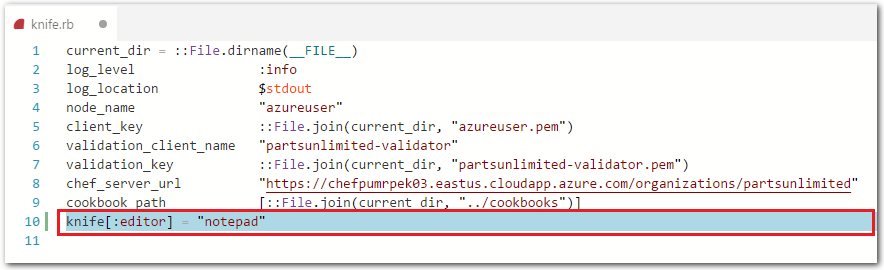 knife.rb
1 current_dir = ::File.dirname(__FILE__)
2 log_level :info
3 log_location $stdout
4 node_name "azureuser"
5 client_key ::File.join(current_dir, "azureuser.pem")
6 validation_client_name "partsunlimited-validator"
7 validation_key ::File.join(current_dir, "partsunlimited-validator.pem")
8 chef_server_url "https://chefpumrpek03.eastus.cloudapp.azure.com/organizations/partsunlimited"
9 cookbook_path [::File.join(current_dir, "../cookbooks")]
10 knife[:editor] = "notepad"
11